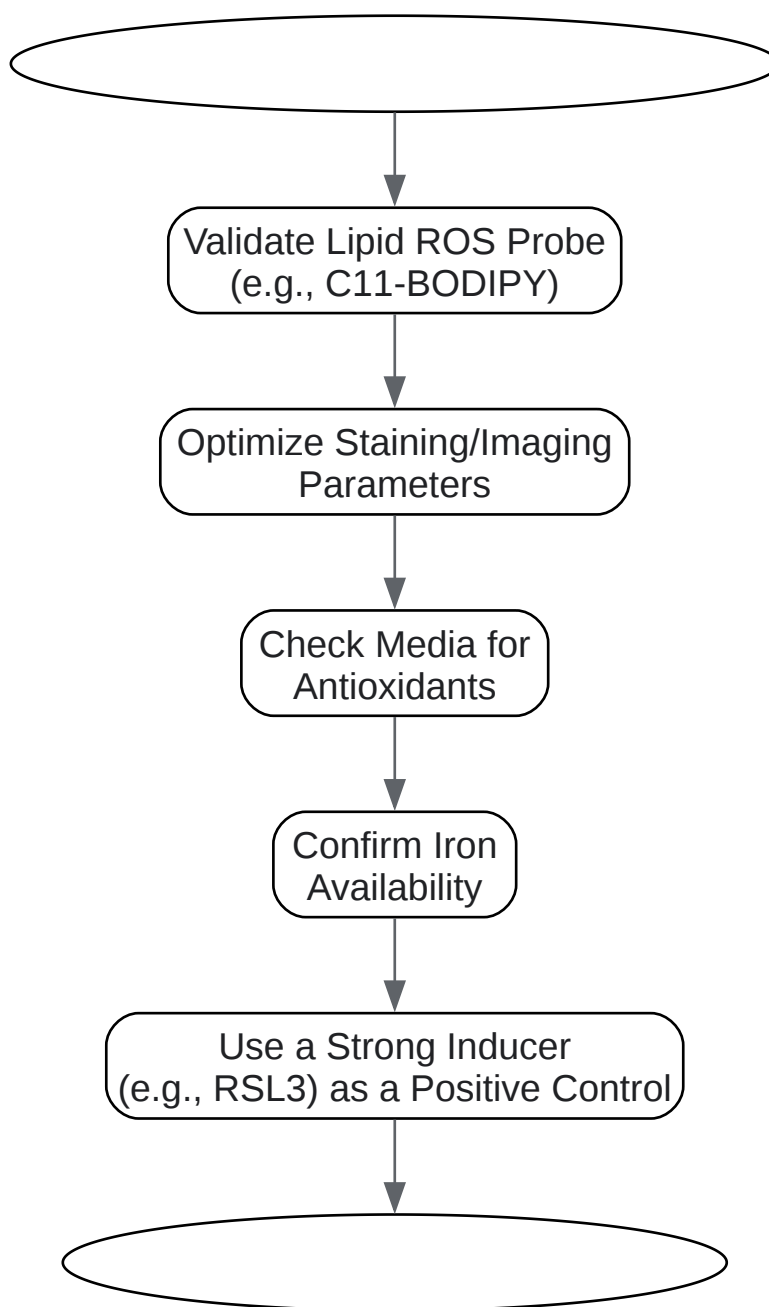 Validate Lipid ROS Probe
(e.g., C11-BODIPY)
Optimize Staining/Imaging
Parameters
Check Media for
Antioxidants
Confirm Iron
Availability
Use a Strong Inducer
(e.g., RSL3) as a Positive Control